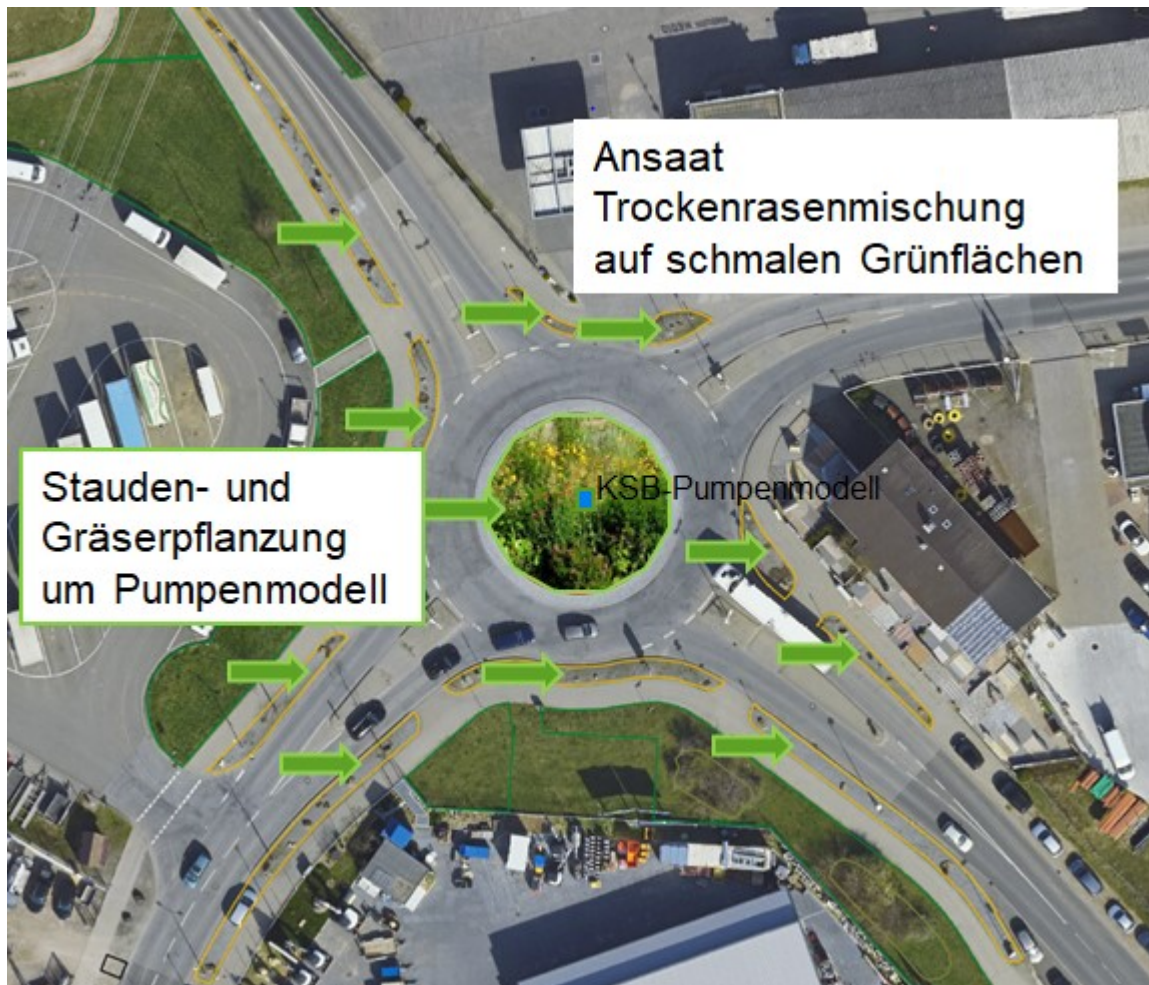 Ansaat
Trockenrasenmischung
auf schmalen Grünflächen
KSB-Pumpenmodell
Stauden- und
Gräserpflanzung
um Pumpenmodell